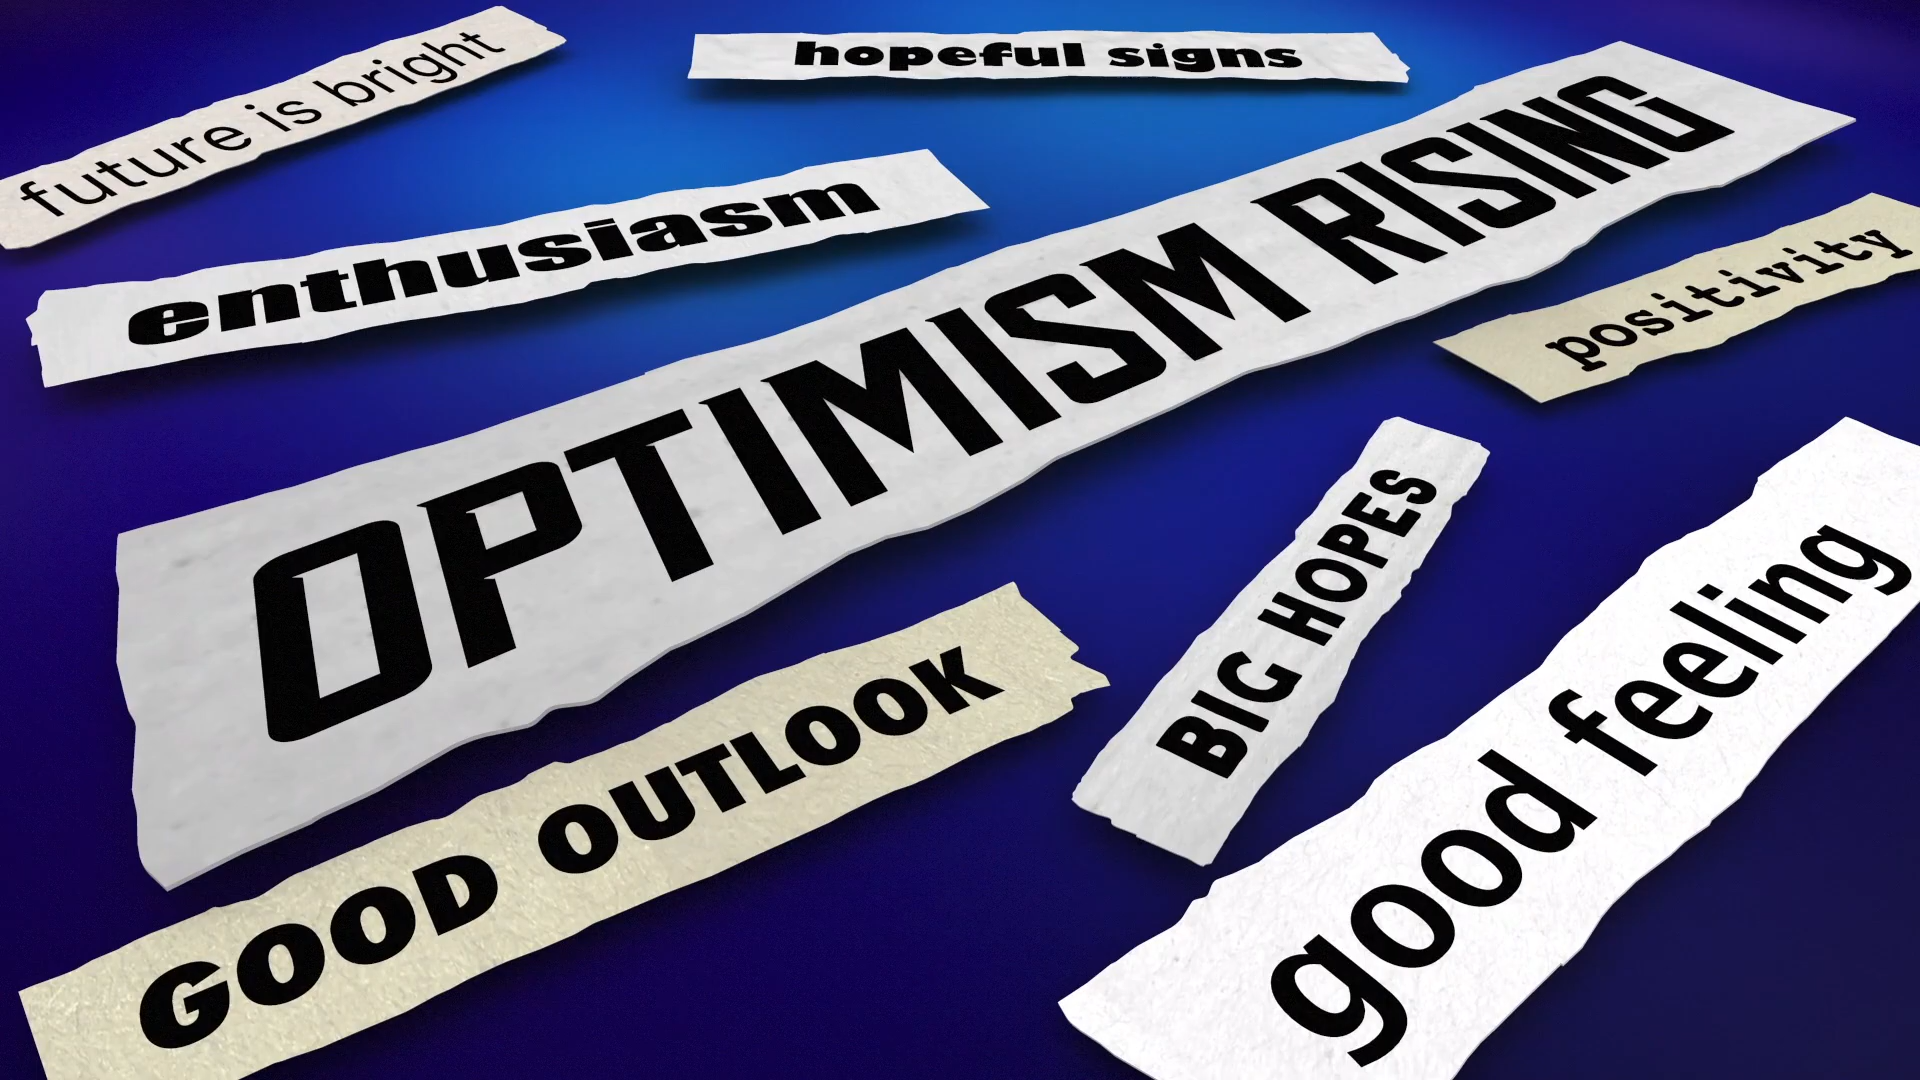 future is bright
hopeful signs
enthusiasm
OPTIMISM RISING
positivity
BIG HOPES
good feeling
GOOD OUTLOOK